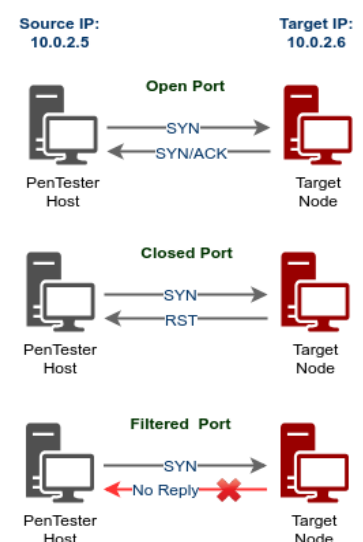 Source IP:
10.0.2.5
Target IP:
10.0.2.6
Open Port
SYN
SYN/ACK
PenTester
Host
Target
Node
Closed Port
SYN
RST
PenTester
Host
Target
Node
Filtered Port
SYN
No Reply
PenTester
Host
Target
Node